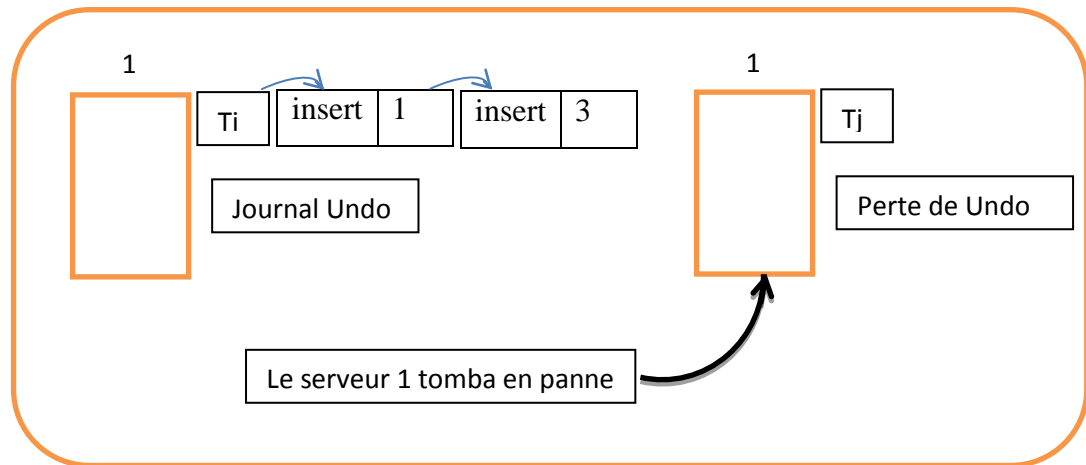 1
1
Ti
insert 1
insert 3
Tj
Journal Undo
Perte de Undo
Le serveur 1 tomba en panne